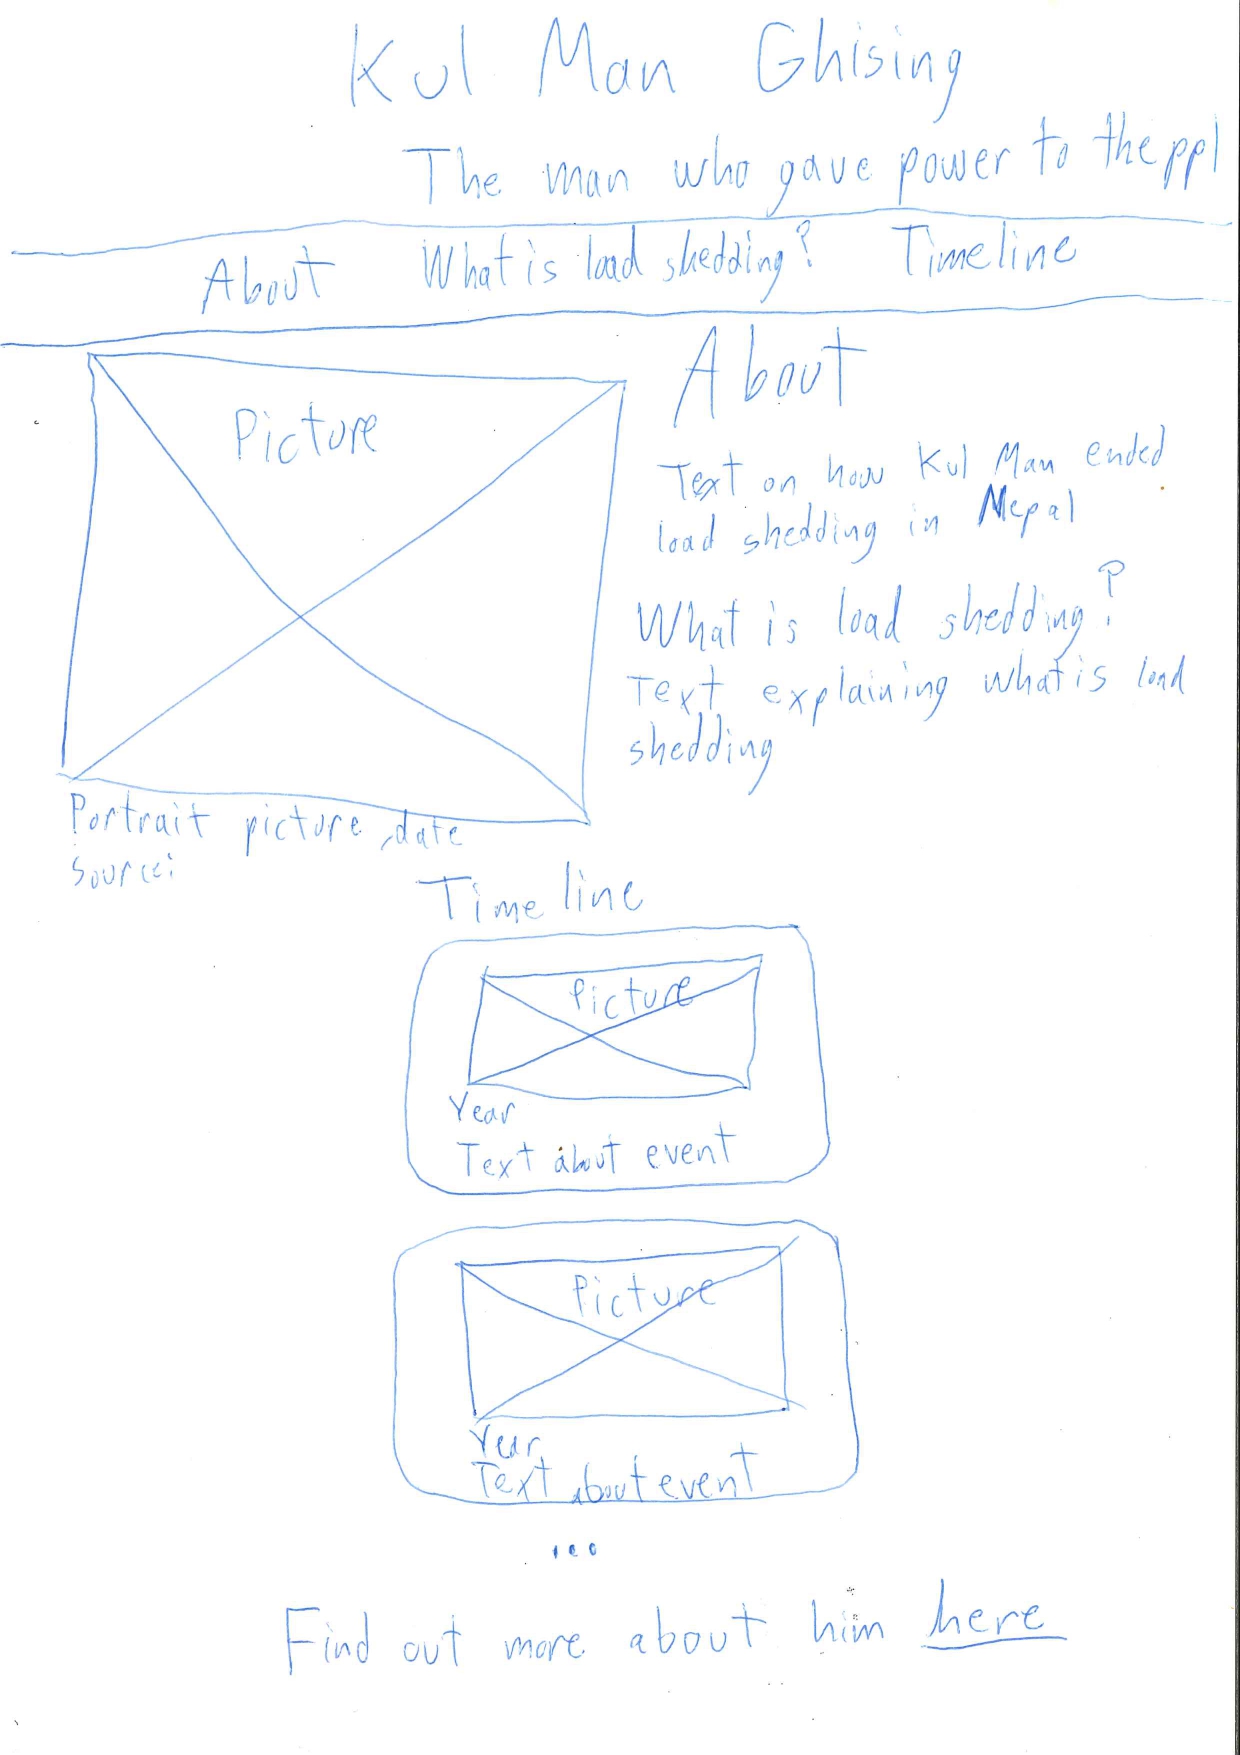 Kul Man Ghising
The man who gave power to the ppl
About What is load shedding? Timeline
Picture
About
Text on how Kul Man ended
load shedding in Nepal
What is load shedding?
Text explaining what is load
shedding
Portrait picture, date
Source:
Timeline
Picture
Year
Text about event
Picture
Year
Text about event
...
Find out more about him here